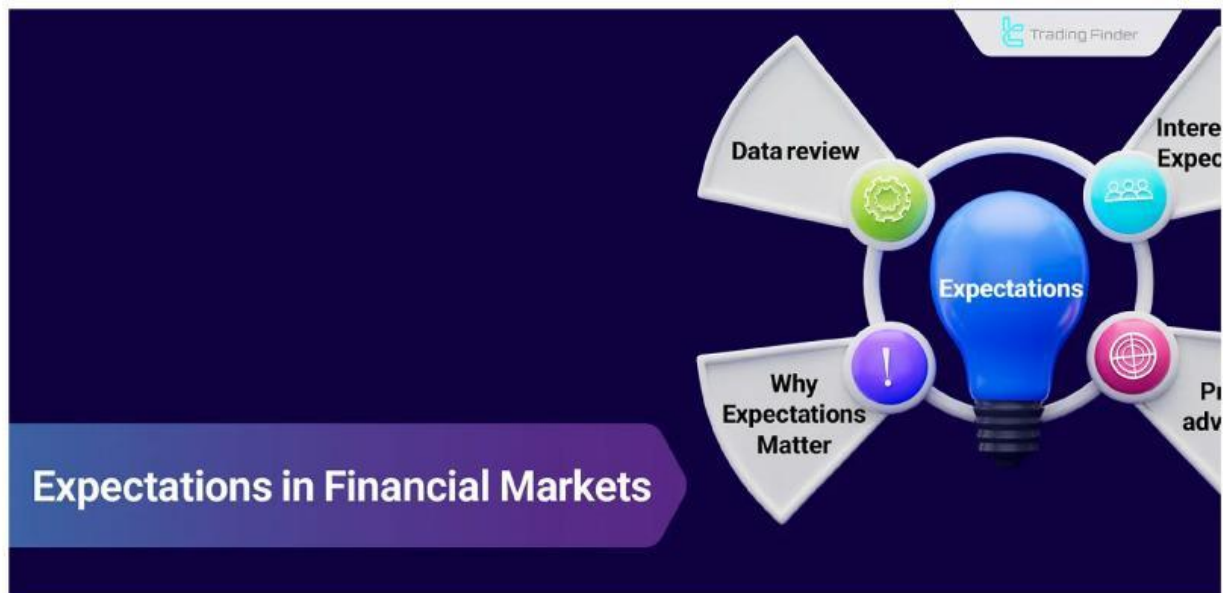 Trading Finder
Data review
Expectations
Why
Expectations
Matter
Expectations in Financial Markets